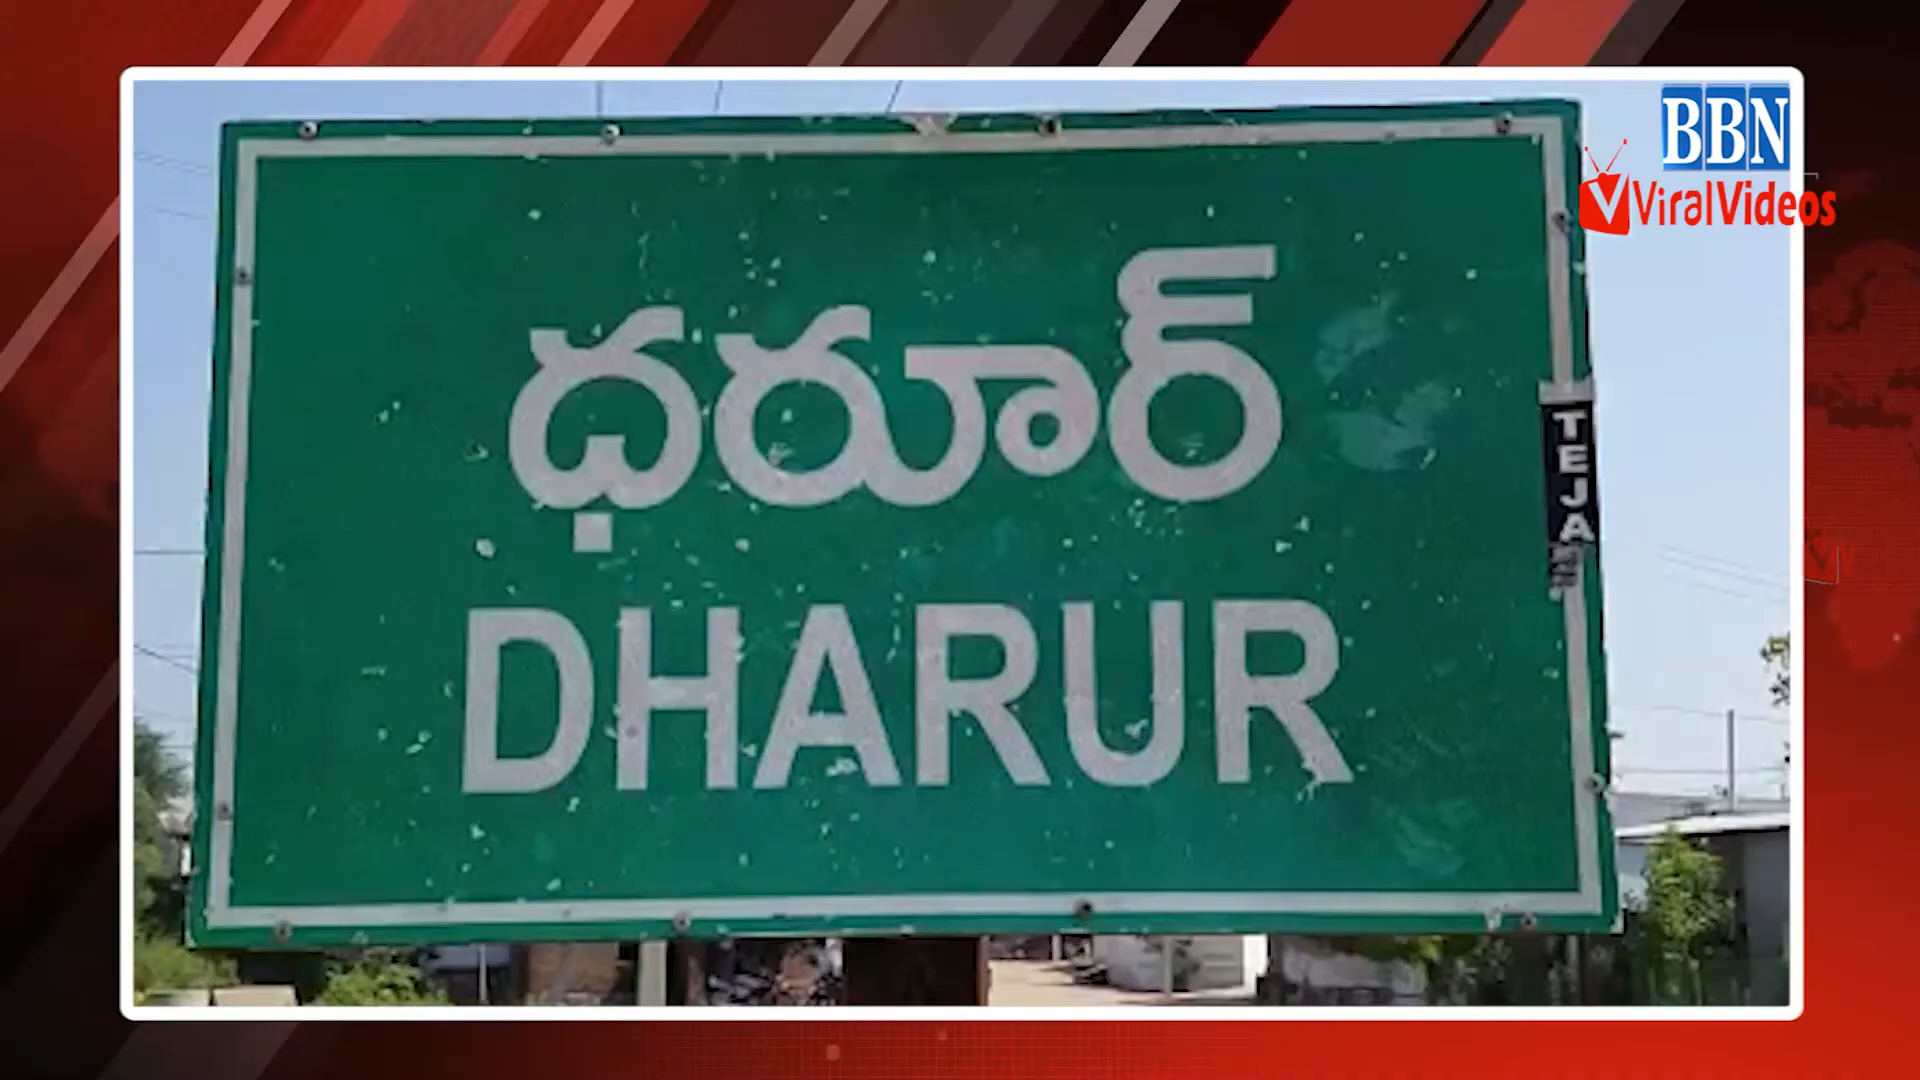 BBN
ViralVideos
ధరూర్
TEJA
DHARUR